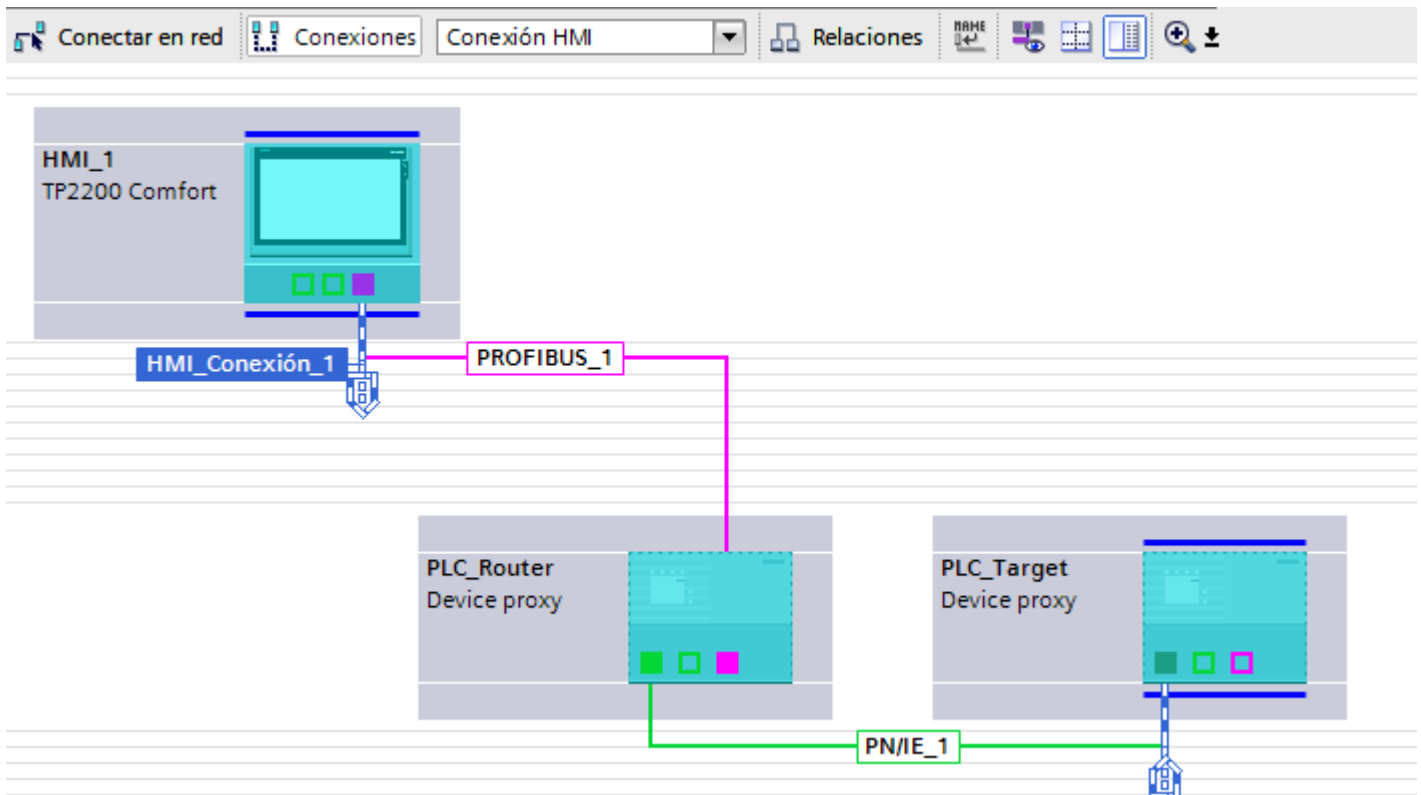 Conectar en red Conexiones Conexión HMI Relaciones NAME
HMI_1
TP2200 Comfort
HMI_Conexión_1 PROFIBUS_1
PLC_Router
Device proxy
PLC_Target
Device proxy
PN/IE_1